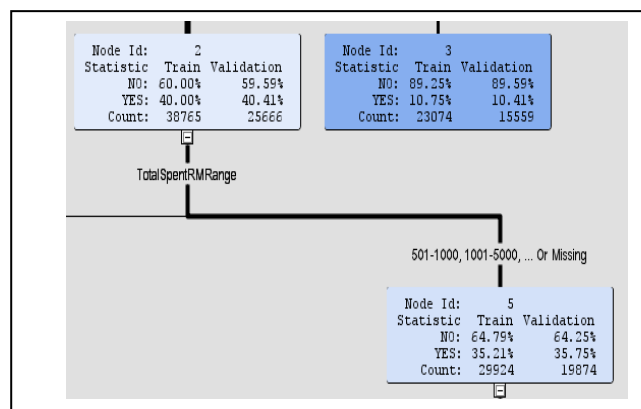 Node Id: 2
Statistic Train Validation
NO: 60.00% 59.59%
YES: 40.00% 40.41%
Count: 38765 25666
Node Id: 3
Statistic Train Validation
NO: 89.25% 89.59%
YES: 10.75% 10.41%
Count: 23074 15559
TotalSpentRMRange
501-1000, 1001-5000, ... Or Missing
Node Id: 5
Statistic Train Validation
NO: 64.79% 64.25%
YES: 35.21% 35.75%
Count: 29924 19874